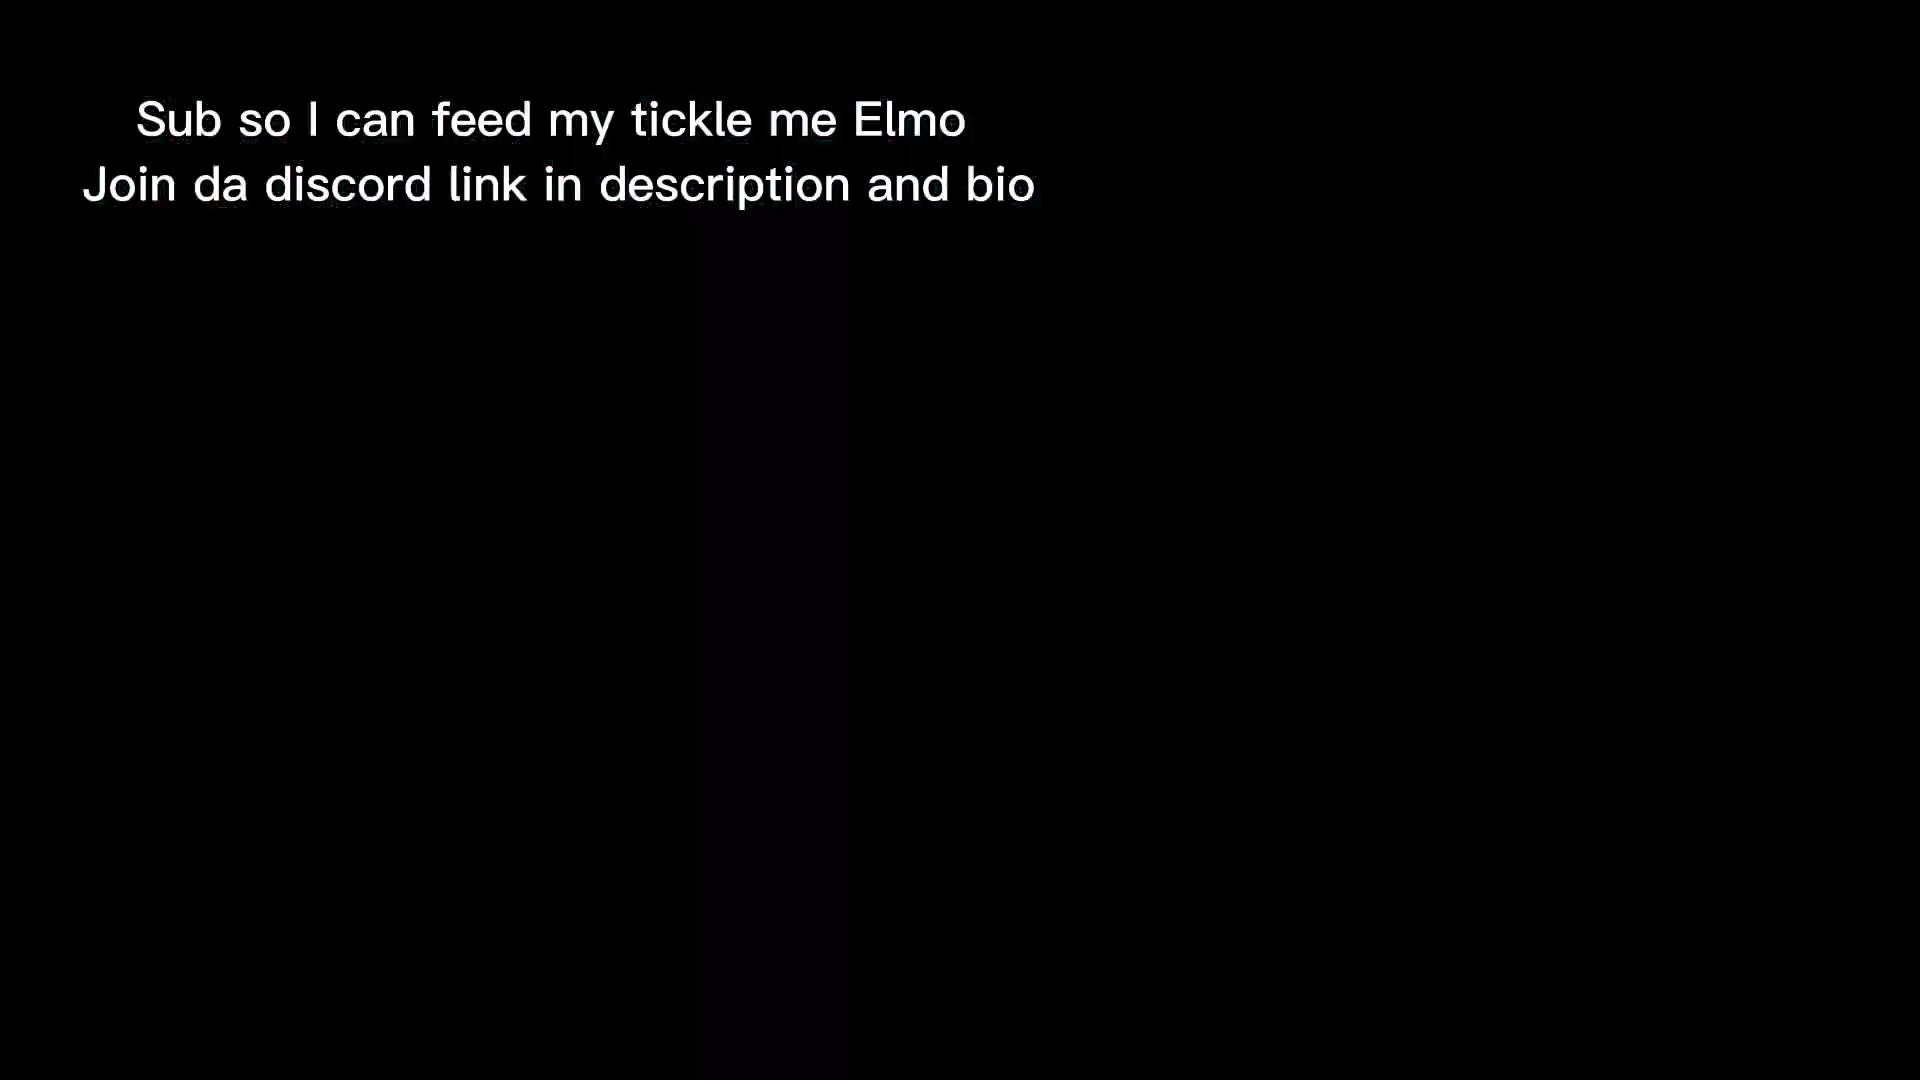 Sub so I can feed my tickle me Elmo
Join da discord link in description and bio